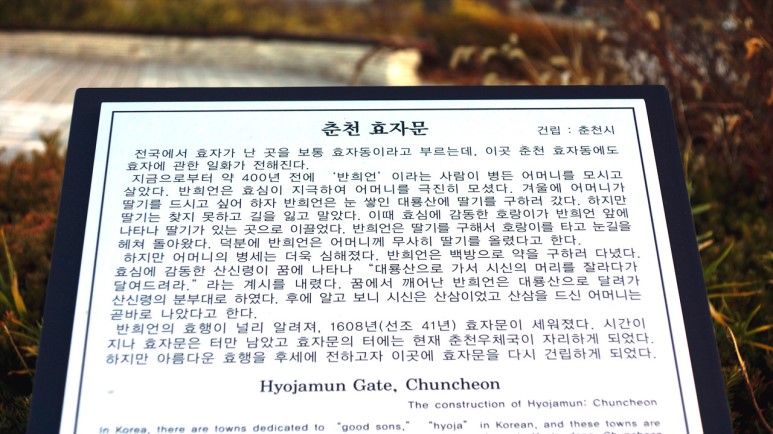 춘천 효자문
건립 : 춘천시
전국에서 효자가 난 곳을 보통 효자동이라고 부르는데, 이곳 춘천 효자동에도
효자에 관한 일화가 전해진다.
지금으로부터 약 400년 전에 ‘반희언’이라는 사람이 병든 어머니를 모시고
살았다. 반희언은 효심이 지극하여 어머니를 극진히 모셨다. 겨울에 어머니가
딸기를 드시고 싶어 하자 반희언은 눈 쌓인 대룡산에 딸기를 구하러 갔다. 하지만
딸기는 찾지 못하고 길을 잃고 말았다. 이때 효심에 감동한 호랑이가 반희언 앞에
나타나 딸기가 있는 곳으로 이끌었다. 반희언은 딸기를 구해서 호랑이를 타고 눈길을
헤쳐 돌아왔다. 덕분에 반희언은 어머니께 무사히 딸기를 올렸다고 한다.
하지만 어머니의 병세는 더욱 심해졌다. 반희언은 백방으로 약을 구하러 다녔다.
효심에 감동한 산신령이 꿈에 나타나 “대룡산으로 가서 시신의 머리를 잘라다가
달여드려라.”라는 계시를 내렸다. 꿈에서 깨어난 반희언은 대룡산으로 달려가
산신령의 분부대로 하였다. 후에 알고 보니 시신은 산삼이었고 산삼을 드신 어머니는
곧바로 나았다고 한다.
반희언의 효행이 널리 알려져, 1608년(선조 41년) 효자문이 세워졌다. 시간이
지나 효자문은 터만 남았고 효자문의 터에는 현재 춘천우체국이 자리하게 되었다.
하지만 아름다운 효행을 후세에 전하고자 이곳에 효자문을 다시 건립하게 되었다.
Hyojamun Gate, Chuncheon
The construction of Hyojamun: Chuncheon
In Korea, there are towns dedicated to “good sons,” “hyoja” in Korean, and these towns are